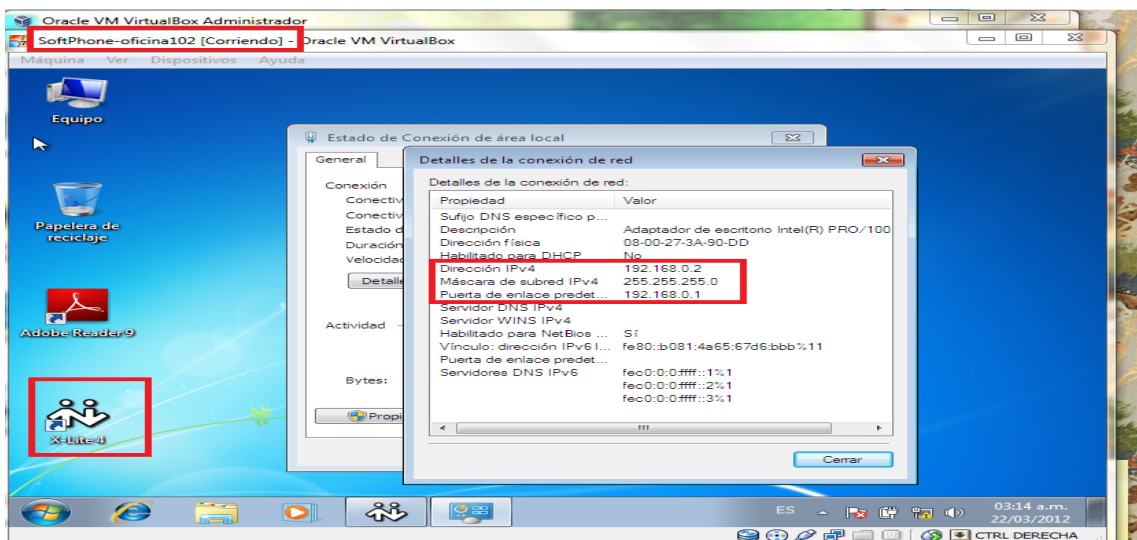 Oracle VM VirtualBox Administrador
SoftPhone-oficina102 [Corriendo] - Oracle VM VirtualBox
Máquina Ver Dispositivos Ayuda
Equipo
Papelera de
reciclaje
Adobe Reader 9
X-Lite 4
Estado de Conexión de área local
General
Conexión
Conectiv
Conectiv
Estado d
Duración
Velocidad
Detalle
Actividad
Bytes:
Propi
Detalles de la conexión de red
Detalles de la conexión de red:
Propiedad Valor
Sufijo DNS específico p...
Descripción Adaptador de escritorio Intel(R) PRO/100
Dirección física 08-00-27-3A-90-DD
Habilitado para DHCP No
Dirección IPv4 192.168.0.2
Máscara de subred IPv4 255.255.255.0
Puerta de enlace predet... 192.168.0.1
Servidor DNS IPv4
Servidor WINS IPv4
Habilitado para NetBios ... Sí
Vínculo: dirección IPv6 l... fe80::b081:4a65:67d6:bbb%11
Puerta de enlace predet...
Servidores DNS IPv6 fec0:0:0:ffff::1%1
fec0:0:0:ffff::2%1
fec0:0:0:ffff::3%1
Cerrar
ES
03:14 a.m.
22/03/2012
CTRL DERECHA